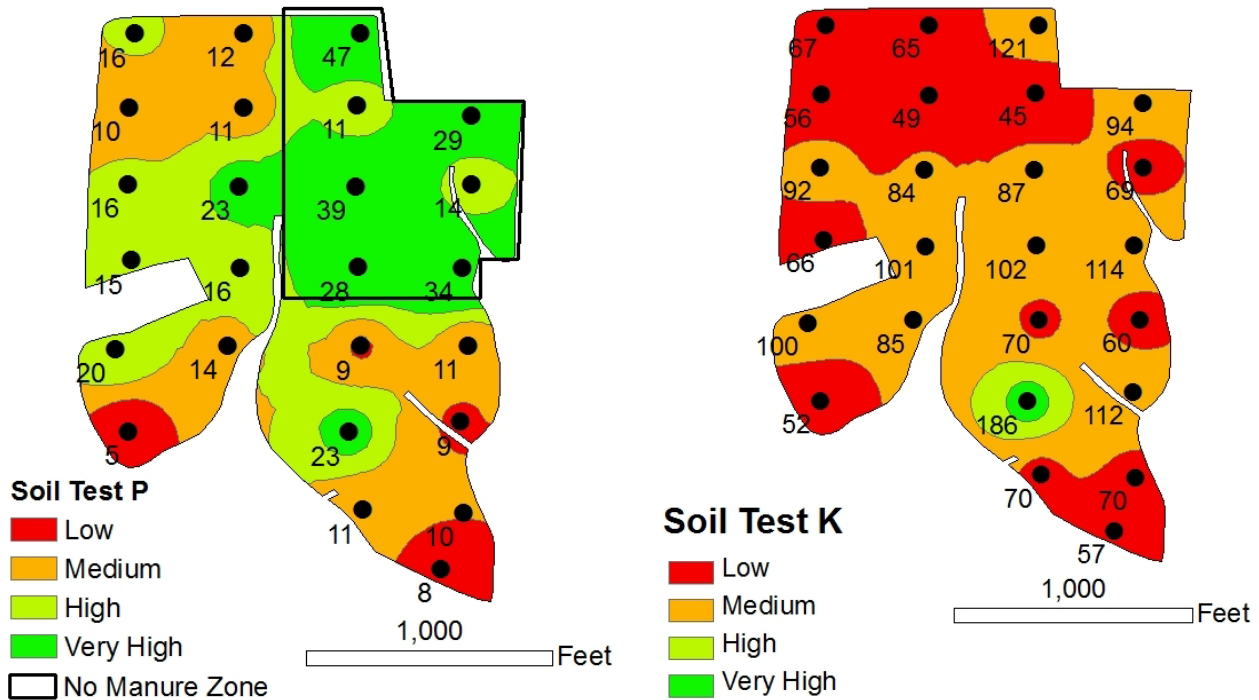 16 12 47
10 11 11 29
16 23 39 14
15 16 28 34
20 14 9 11
5 23 9
11 10
8
Soil Test P
Low
Medium
High
Very High
No Manure Zone
1,000
Feet
67 65 121
56 49 45 94
92 84 87 69
66 101 102 114
100 85 70 60
52 186 112
70 70
57
Soil Test K
Low
Medium
High
Very High
1,000
Feet